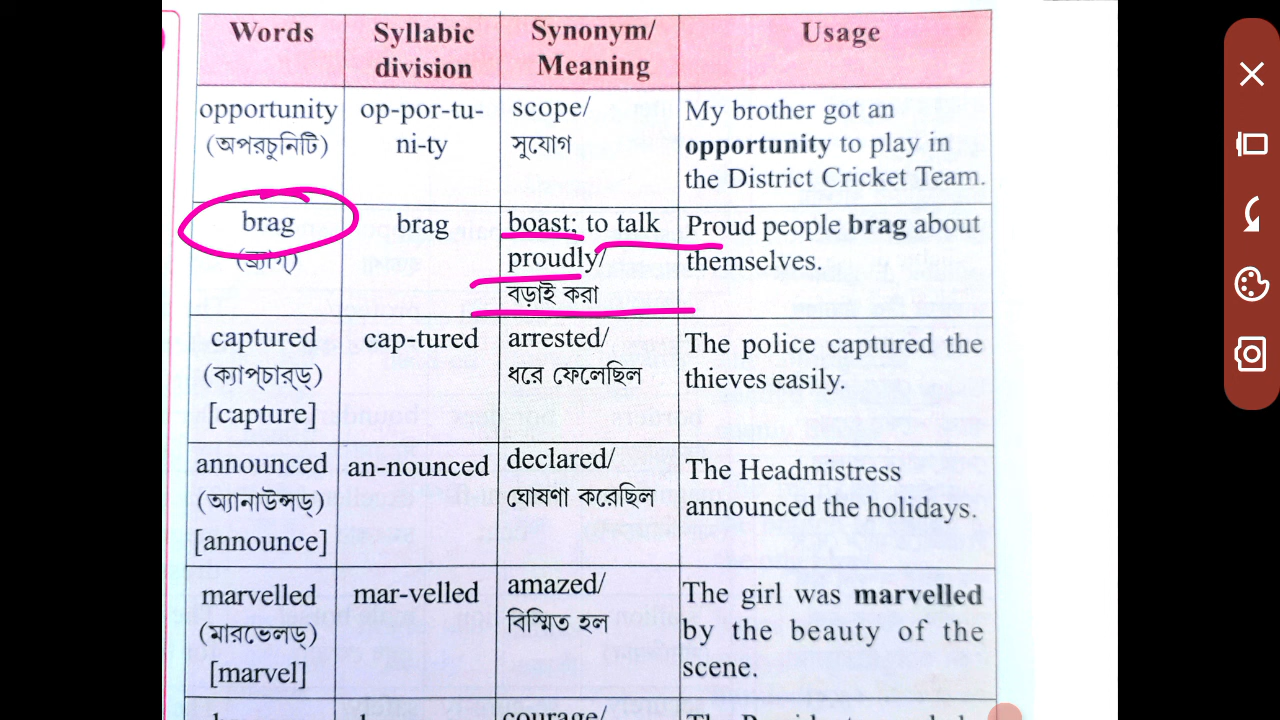 Words
Syllabic
division
Synonym/
Meaning
Usage
opportunity
(অপরচুনিটি)
op-por-tu-
ni-ty
scope/
সুযোগ
My brother got an
opportunity to play in
the District Cricket Team.
brag
(ব্র্যাগ্)
brag
boast; to talk
proudly/
বড়াই করা
Proud people brag about
themselves.
captured
(ক্যাপ্চার্ড্)
[capture]
cap-tured
arrested/
ধরে ফেলেছিল
The police captured the
thieves easily.
announced
(অ্যানাউন্সড্)
[announce]
an-nounced
declared/
ঘোষণা করেছিল
The Headmistress
announced the holidays.
marvelled
(মারভেলড্)
[marvel]
mar-velled
amazed/
বিস্মিত হল
The girl was marvelled
by the beauty of the
scene.
courage/